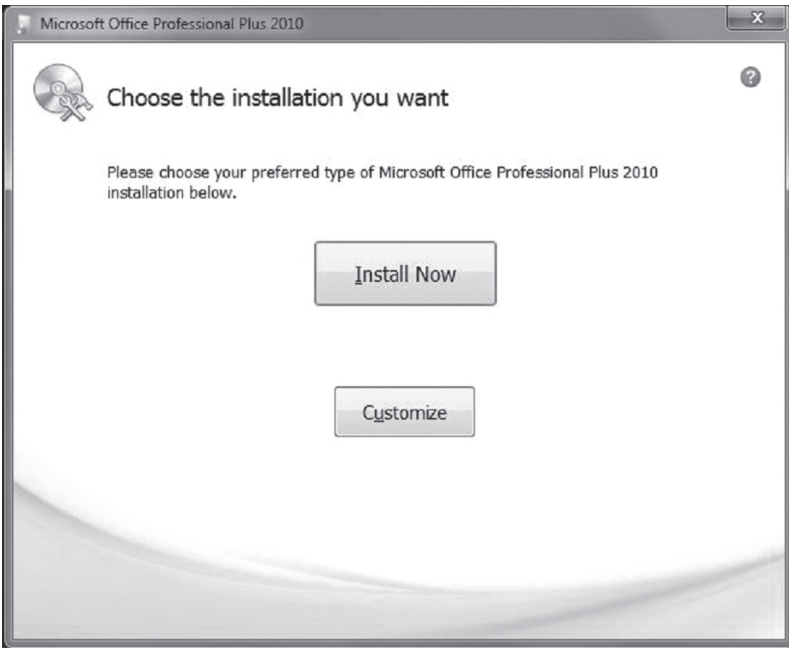 Microsoft Office Professional Plus 2010
x
?
Choose the installation you want
Please choose your preferred type of Microsoft Office Professional Plus 2010
installation below.
Install Now
Customize